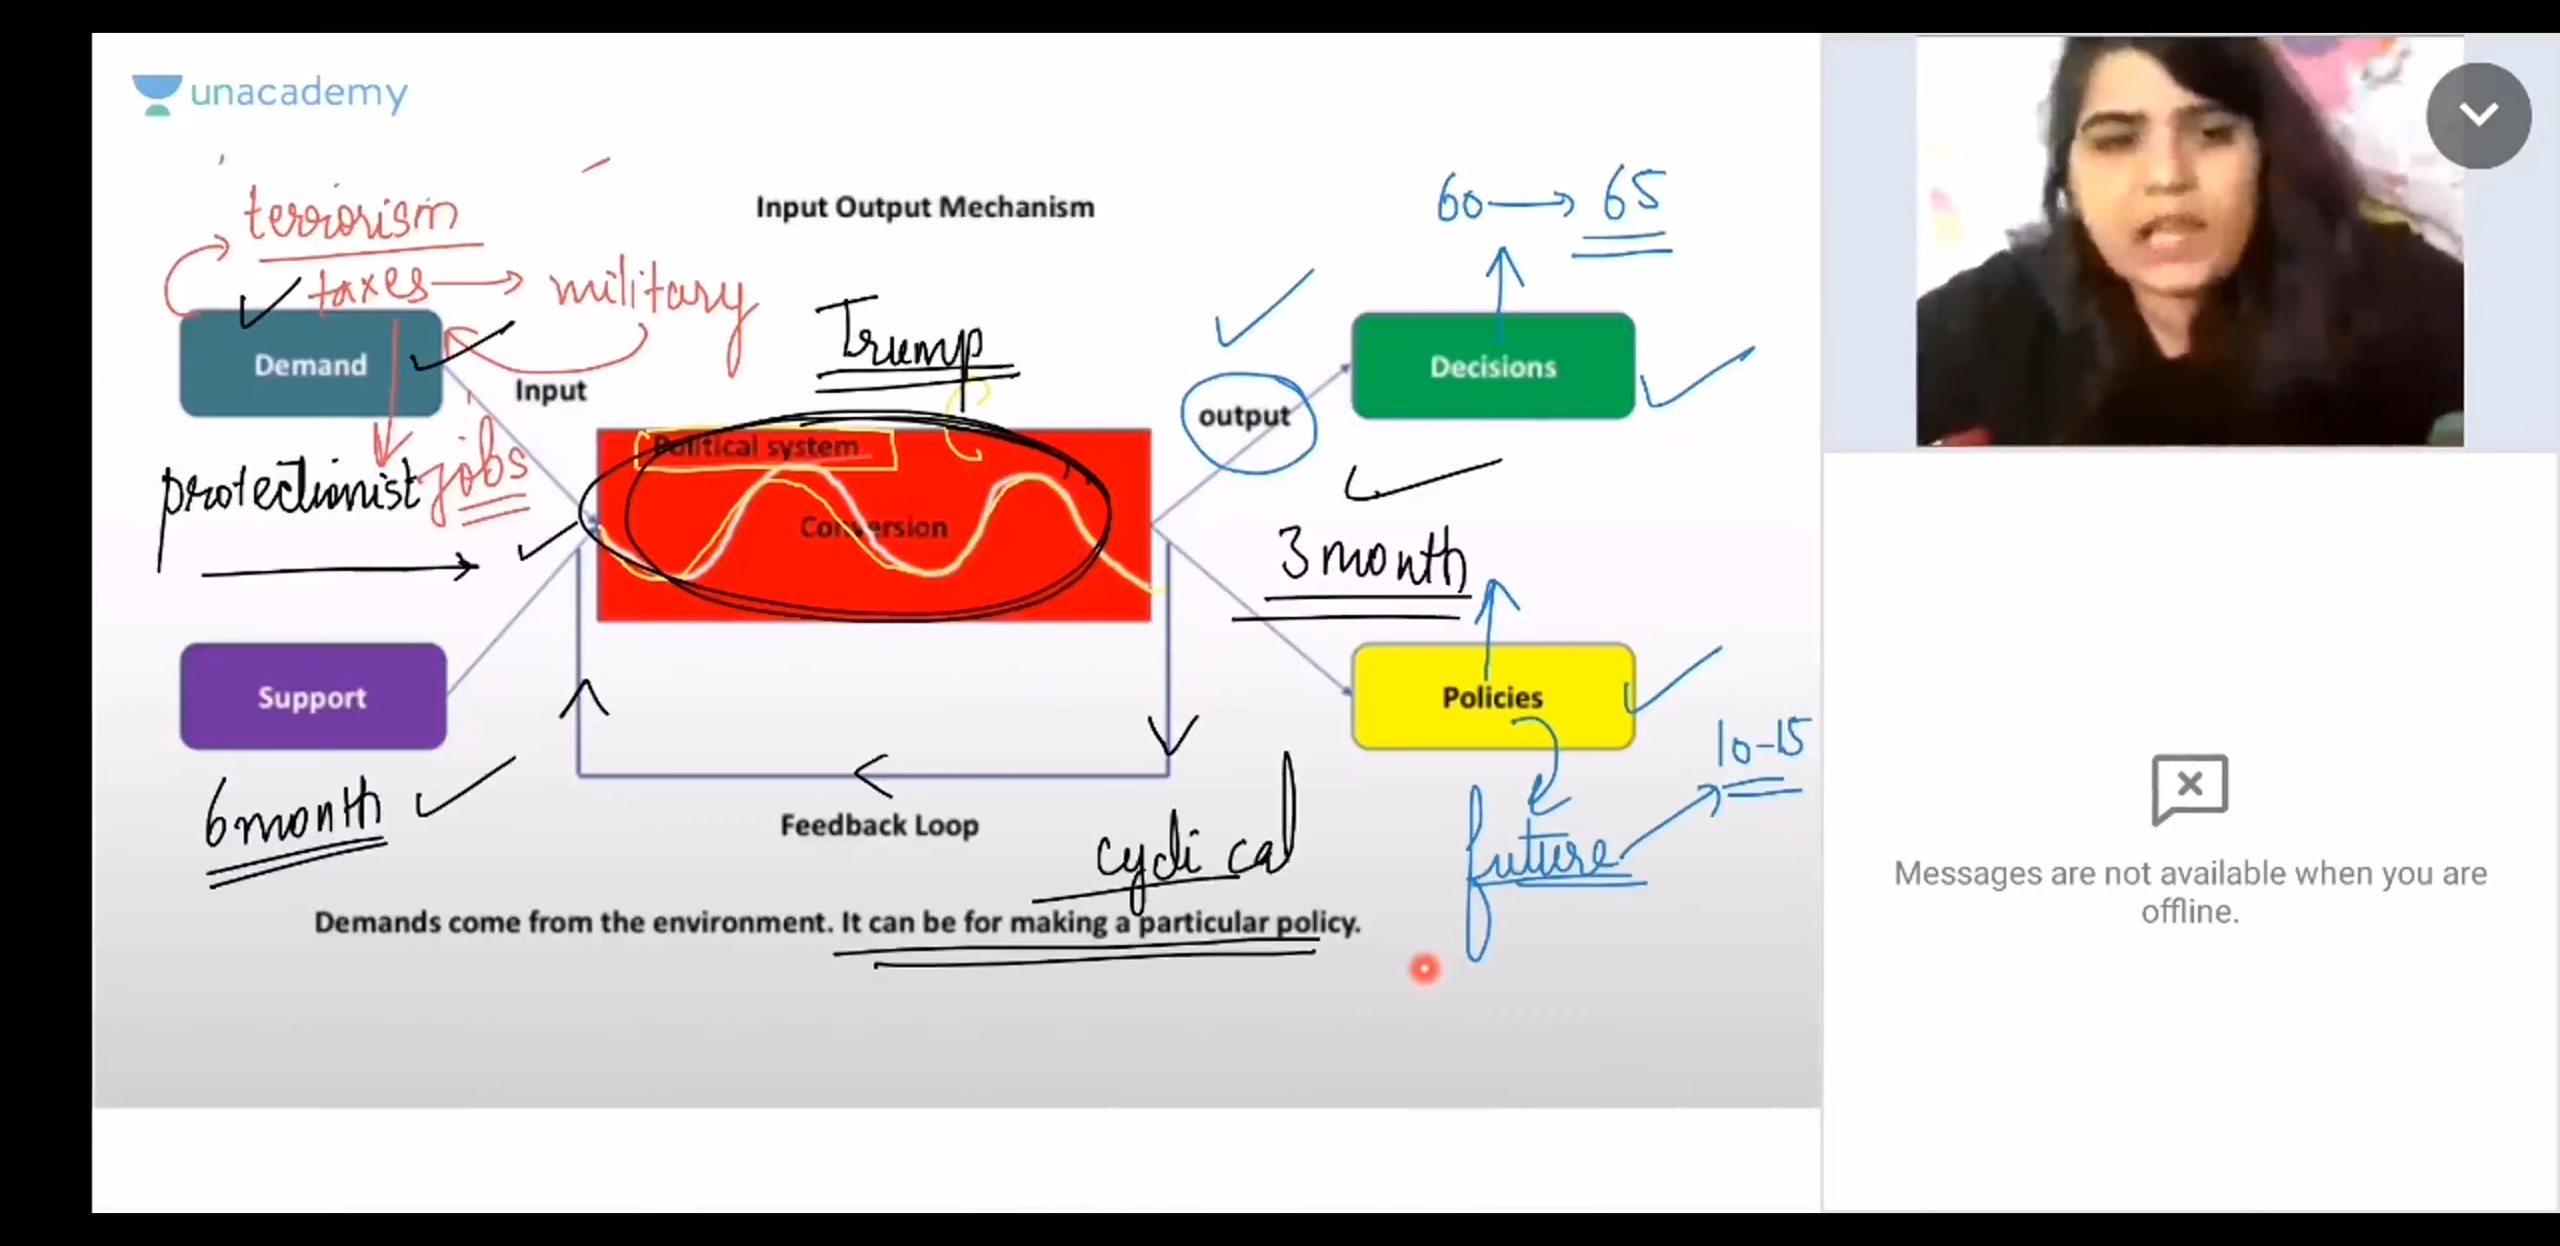 unacademy
Input Output Mechanism
terrorism
taxes → military
60 → 65
Trump
Demand
Input
Decisions
output
Political system
protectionist jobs
Conversion
3 month
Support
Policies
10-15
6 month
Feedback Loop
cyclical
future
Demands come from the environment. It can be for making a particular policy.
Messages are not available when you are
offline.